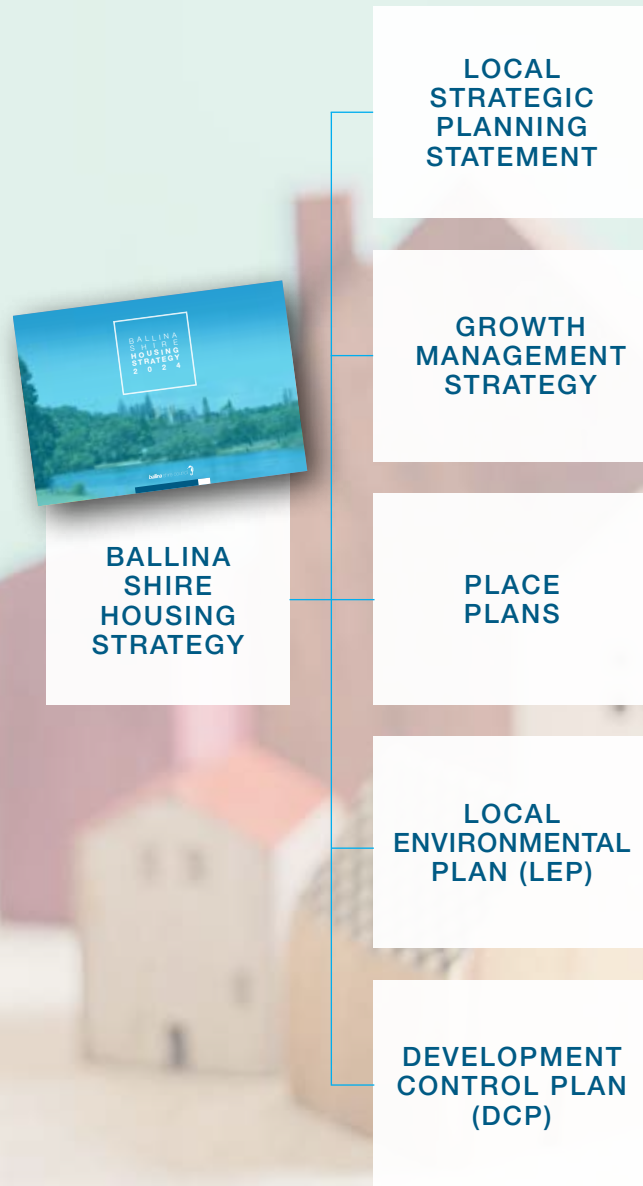 LOCAL
STRATEGIC
PLANNING
STATEMENT
GROWTH
MANAGEMENT
STRATEGY
BALLINA
SHIRE
HOUSING
STRATEGY
2024
ballina
BALLINA
SHIRE
HOUSING
STRATEGY
PLACE
PLANS
LOCAL
ENVIRONMENTAL
PLAN (LEP)
DEVELOPMENT
CONTROL PLAN
(DCP)